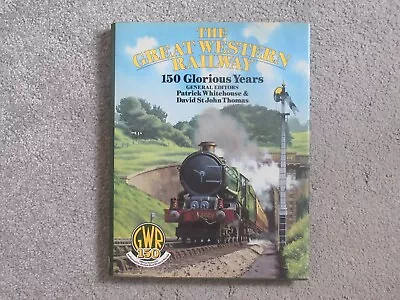 THE
GREAT WESTERN
RAILWAY
150 Glorious Years
GENERAL EDITORS
Patrick Whitehouse &
David St John Thomas
GWR
150